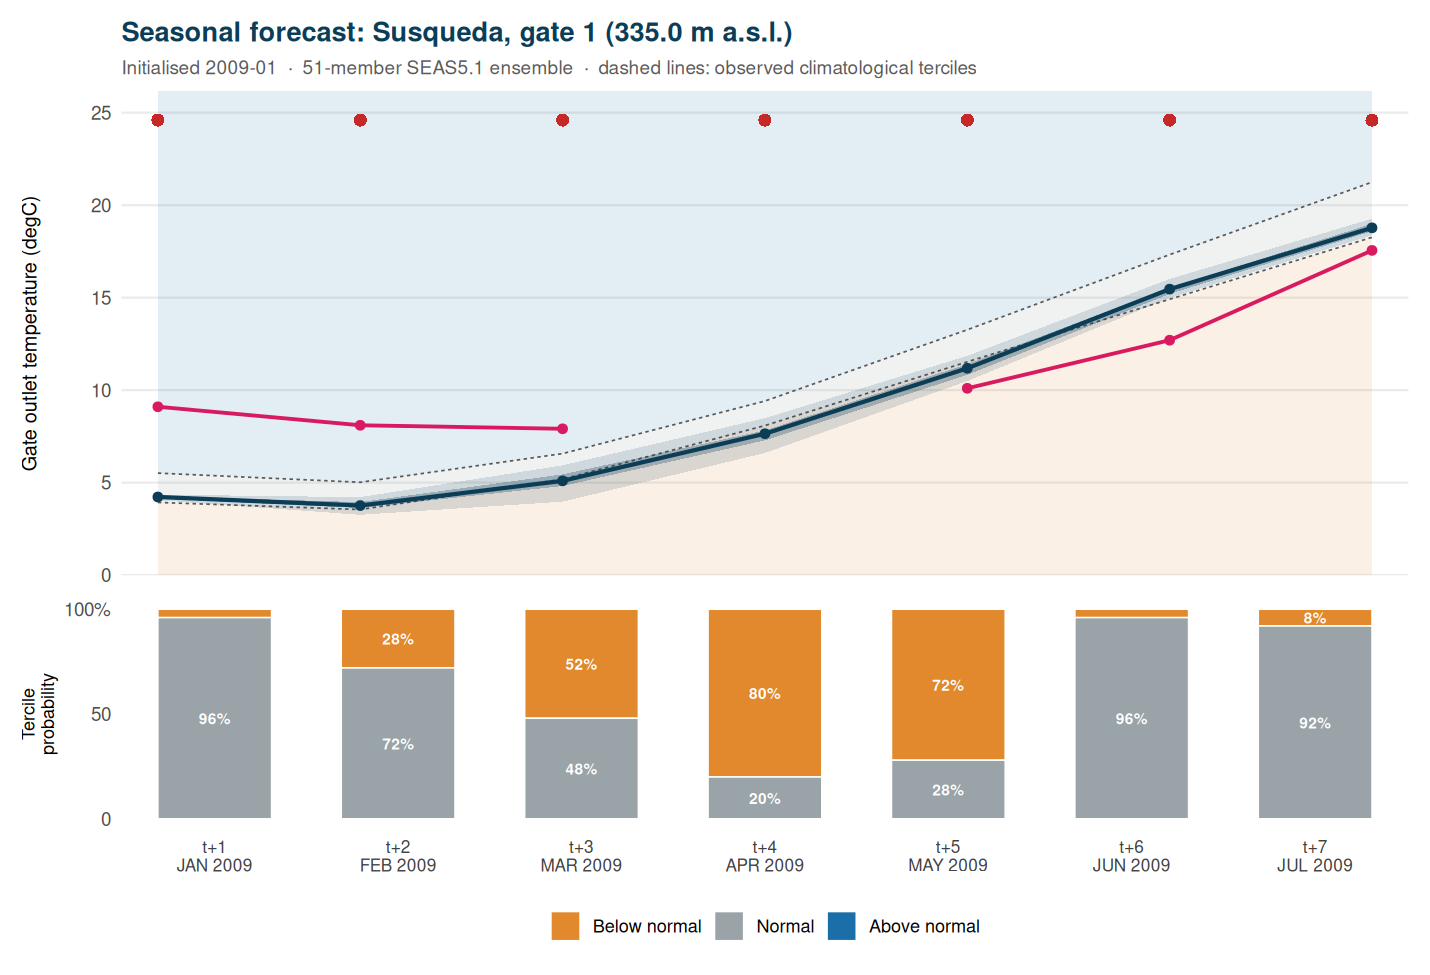 Seasonal forecast: Susqueda, gate 1 (335.0 m a.s.l.)
Initialised 2009-01 · 51-member SEAS5.1 ensemble · dashed lines: observed climatological terciles
Gate outlet temperature (degC)
25
20
15
10
5
0
Tercile
probability
100%
50
0
96%
28%
72%
52%
48%
80%
20%
72%
28%
96%
8%
92%
t+1
JAN 2009
t+2
FEB 2009
t+3
MAR 2009
t+4
APR 2009
t+5
MAY 2009
t+6
JUN 2009
t+7
JUL 2009
Below normal
Normal
Above normal